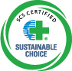 SCS CERTIFIED
SUSTAINABLE
CHOICE